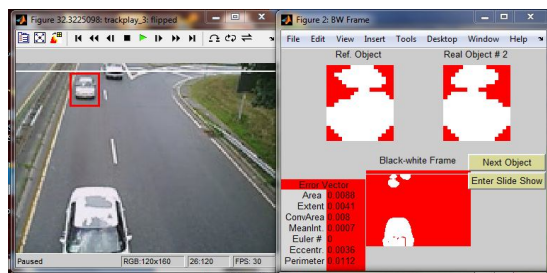 Figure 32.3225098: trackplay_3: flipped
Paused
RGB:120x160
26:120
FPS: 30
Figure 2: BW Frame
File Edit View Insert Tools Desktop Window Help
Ref. Object
Real Object # 2
Black-white Frame
Next Object
Enter Slide Show
Error Vector
Area 0.0088
Extent 0.0041
ConvArea 0.008
MeanInt. 0.0007
Euler # 0
Eccentr. 0.0036
Perimeter 0.0112